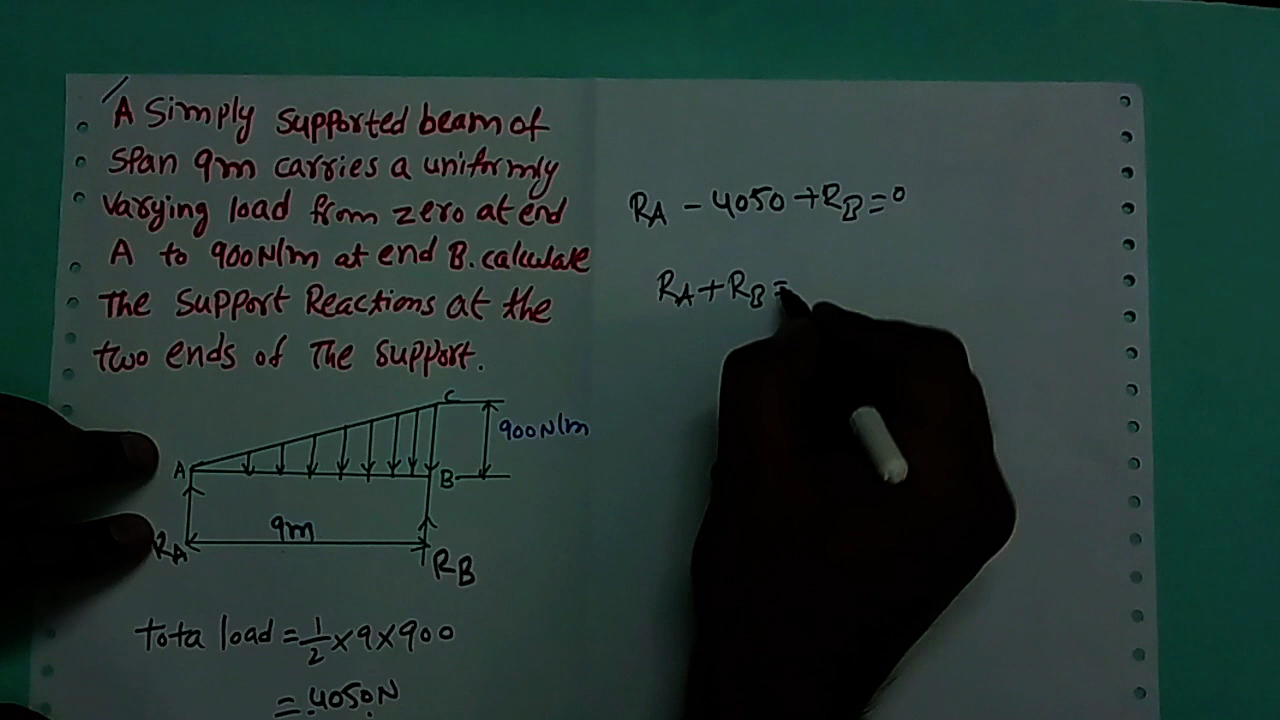 A Simply supported beam of
span 9m carries a uniformly
varying load from zero at end
A to 900N/m at end B. calculate
The Support Reactions at the
two ends of The support.
C
900N/m
A
B
9m
RA
RB
tota load = 1/2 × 9 × 900
= 4050N
RA - 4050 + RB = 0
RA + RB =